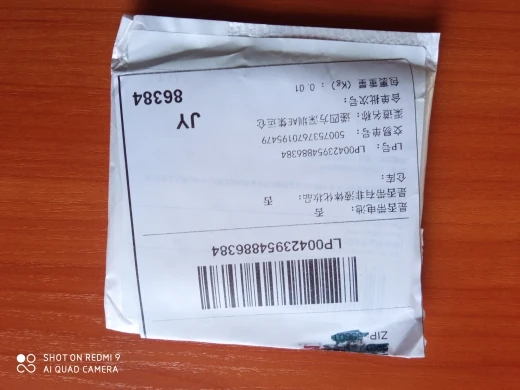 ZIP
LP00423954886384
是否带电池： 否
是否带有非液体化妆品： 否
仓库：
LP号： LP00423954886384
交易单号： 5007537670195479
渠道名称： 递四方深圳AE集运仓
合单批次号：
包裹重量（Kg）：0.01
JY
86384
SHOT ON REDMI 9
AI QUAD CAMERA